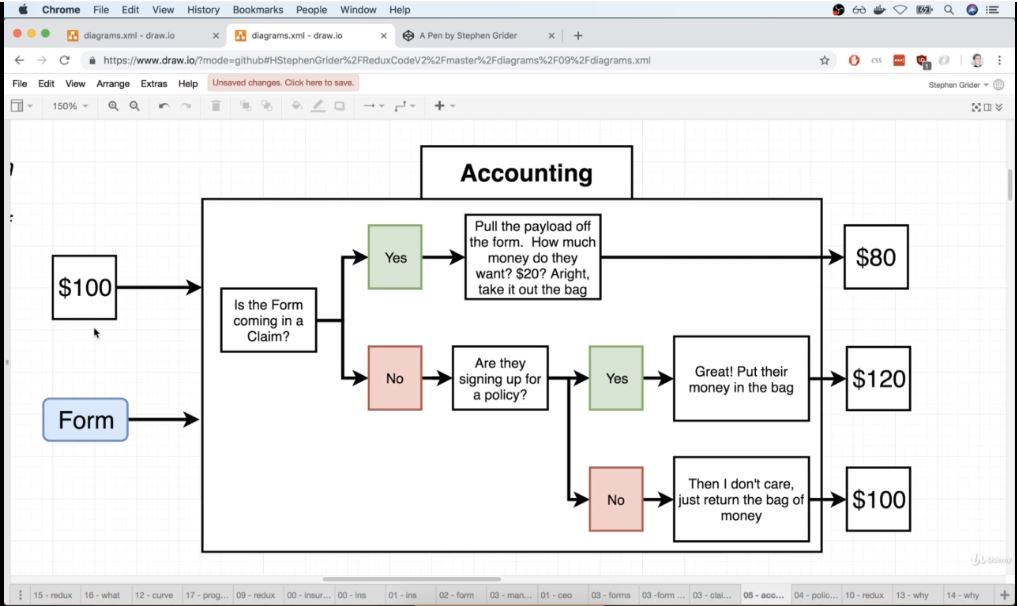 Chrome File Edit View History Bookmarks People Window Help
diagrams.xml - draw.io
diagrams.xml - draw.io
A Pen by Stephen Grider
https://www.draw.io/?mode=github#HStephenGrider%2FReduxCodeV2%2Fmaster%2Fdiagrams%2F09%2Fdiagrams.xml
File Edit View Arrange Extras Help Unsaved changes. Click here to save. Stephen Grider
150%
Accounting
$100
Form
Is the Form
coming in a
Claim?
Yes
Pull the payload off
the form. How much
money do they
want? $20? Aright,
take it out the bag
$80
No
Are they
signing up for
a policy?
Yes
Great! Put their
money in the bag
$120
No
Then I don't care,
just return the bag of
money
$100
Udemy
15 - redux 16 - what 12 - curve 17 - prog... 09 - redux 00 - insur... 00 - ins 01 - ins 02 - form 03 - man... 01 - ceo 03 - forms 03 -form ... 03 - clai... 05 - acc... 04 - polic... 10 - redux 13 - why 14 - why